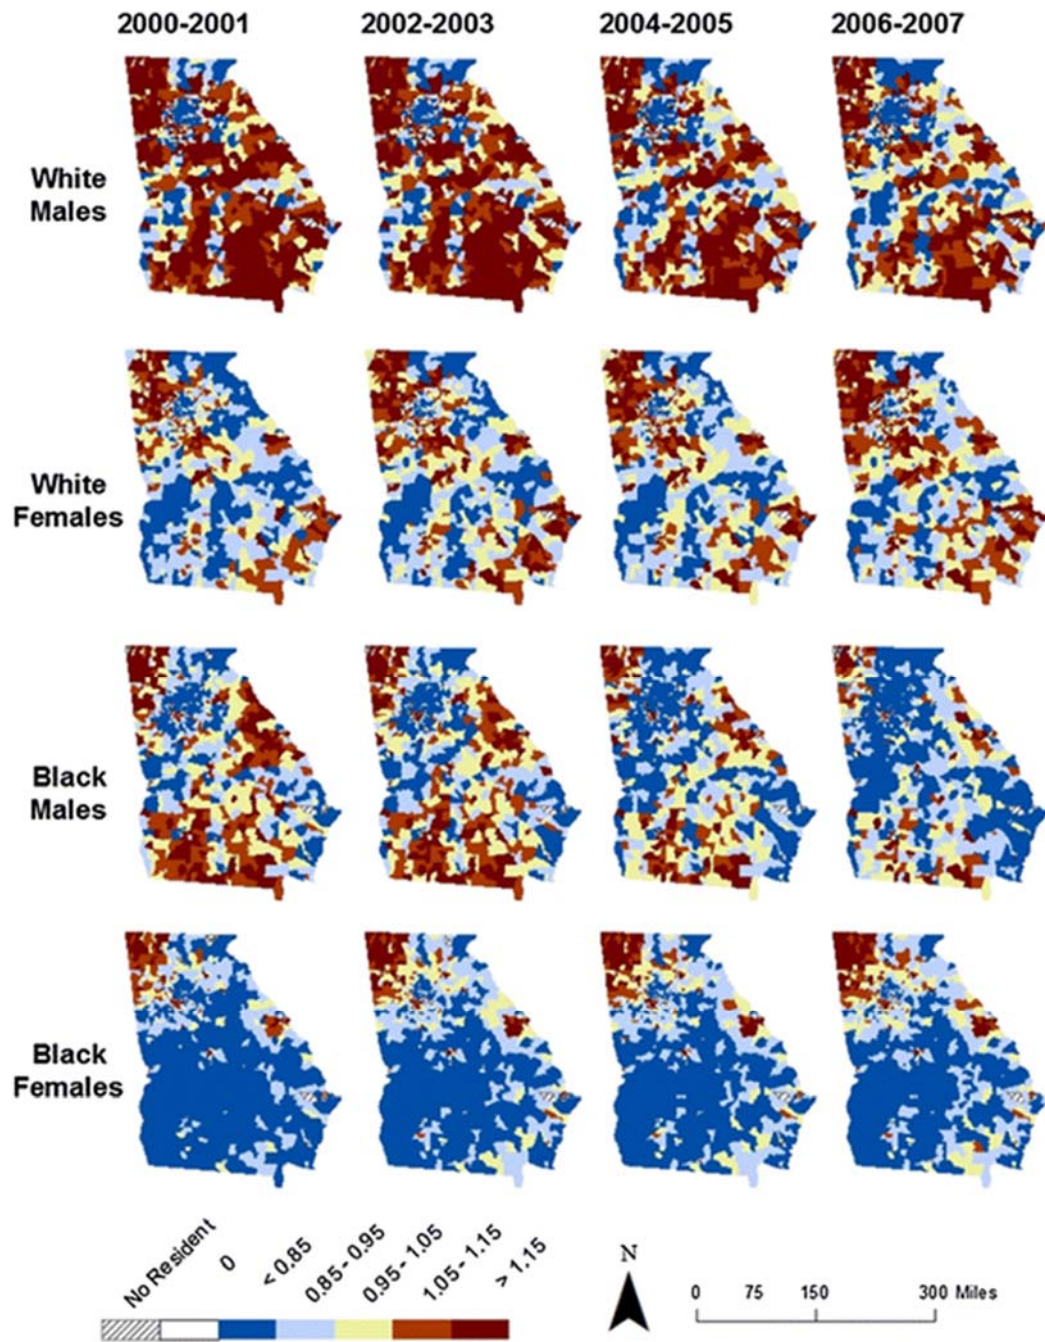 2000-2001 2002-2003 2004-2005 2006-2007
White
Males
White
Females
Black
Males
Black
Females
No Resident
0
< 0.85
0.85 - 0.95
0.95 - 1.05
1.05 - 1.15
> 1.15
N
0 75 150 300 Miles